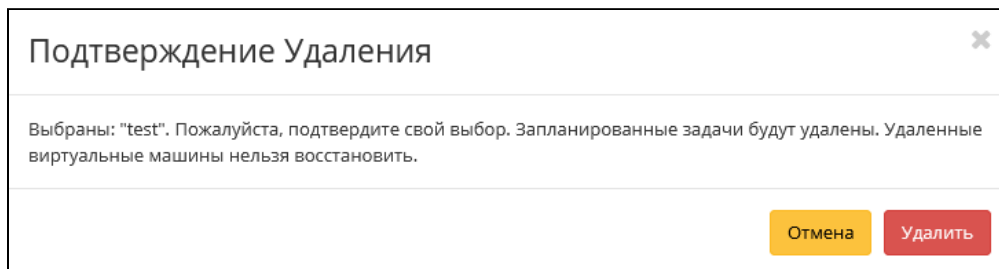 Подтверждение Удаления
Выбраны: "test". Пожалуйста, подтвердите свой выбор. Запланированные задачи будут удалены. Удаленные
виртуальные машины нельзя восстановить.
Отмена
Удалить